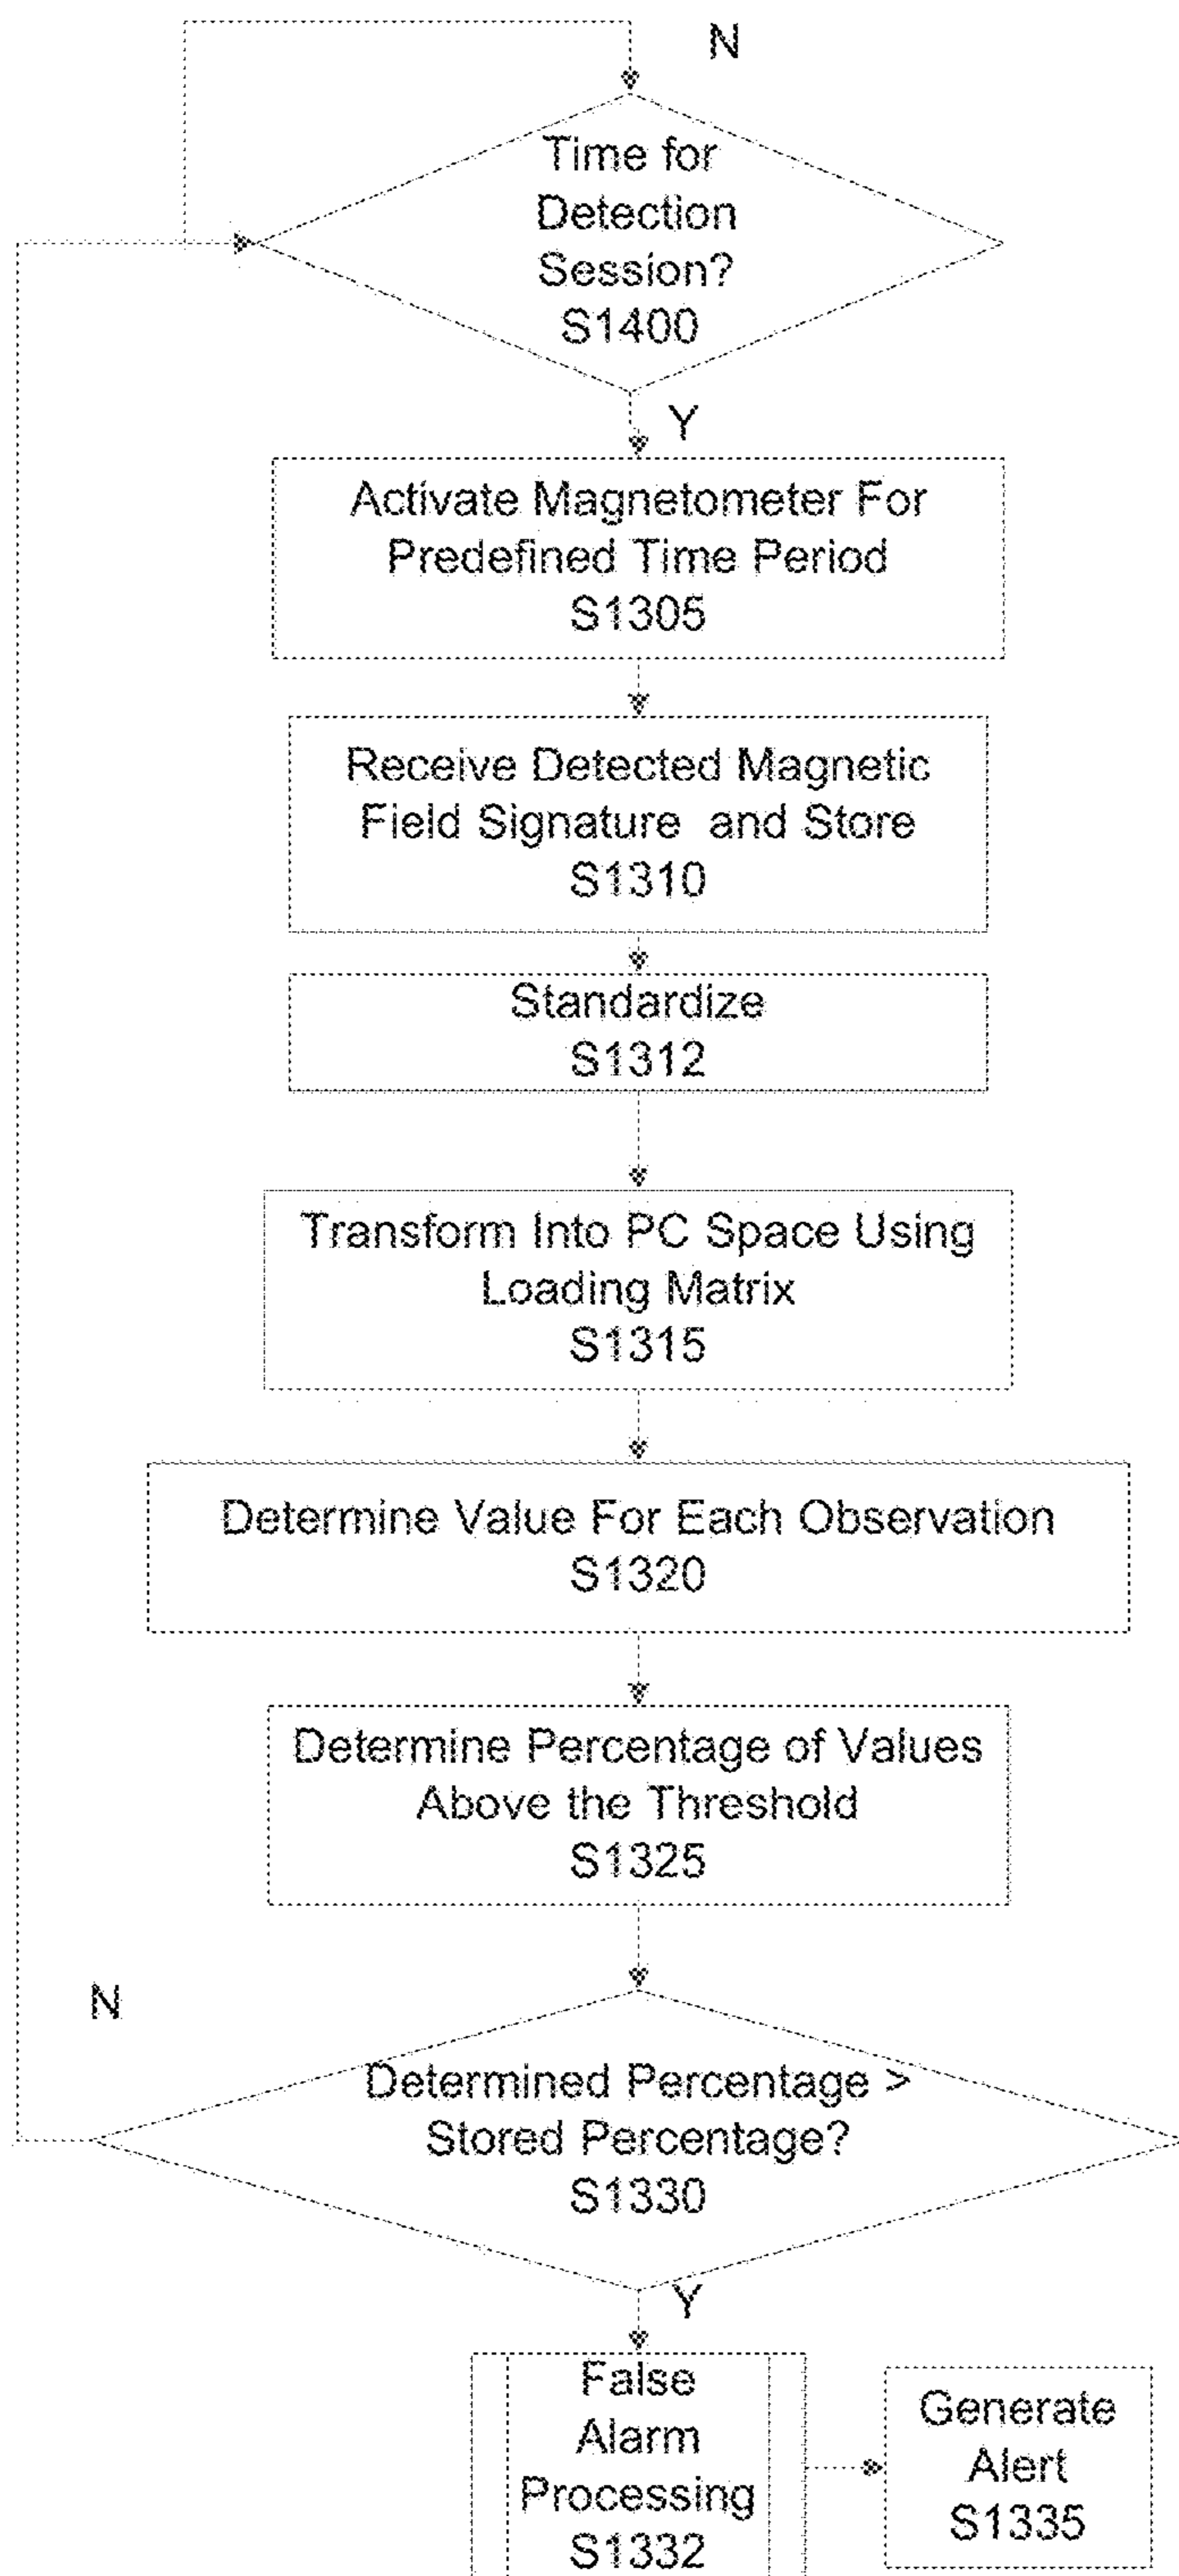 N
Time for
Detection
Session?
S1400
Y
Activate Magnetometer For
Predefined Time Period
S1305
Receive Detected Magnetic
Field Signature and Store
S1310
Standardize
S1312
Transform Into PC Space Using
Loading Matrix
S1315
Determine Value For Each Observation
S1320
Determine Percentage of Values
Above the Threshold
S1325
N
Determined Percentage >
Stored Percentage?
S1330
Y
False
Alarm
Processing
S1332
Generate
Alert
S1335